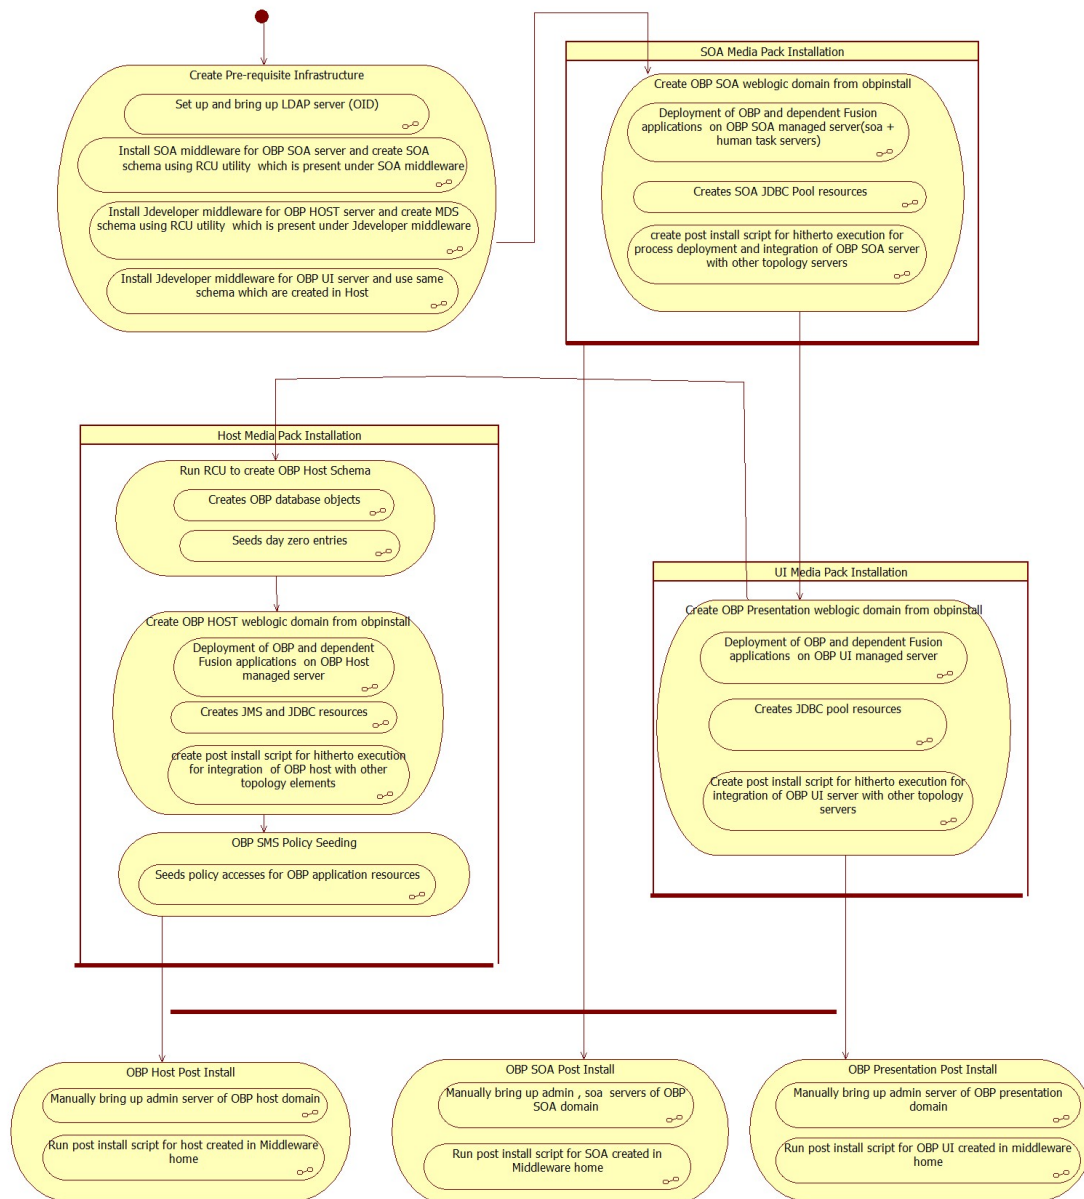 Create Pre-requisite Infrastructure
Set up and bring up LDAP server (OID)
Install SOA middleware for OBP SOA server and create SOA
schema using RCU utility which is present under SOA middleware
Install Jdeveloper middleware for OBP HOST server and create MDS
schema using RCU utility which is present under Jdeveloper middleware
Install Jdeveloper middleware for OBP UI server and use same
schema which are created in Host
SOA Media Pack Installation
Create OBP SOA weblogic domain from obpinstall
Deployment of OBP and dependent Fusion
applications on OBP SOA managed server(soa +
human task servers)
Creates SOA JDBC Pool resources
create post install script for hitherto execution for
process deployment and integration of OBP SOA server
with other topology servers
Host Media Pack Installation
Run RCU to create OBP Host Schema
Creates OBP database objects
Seeds day zero entries
Create OBP HOST weblogic domain from obpinstall
Deployment of OBP and dependent
Fusion applications on OBP Host
managed server
Creates JMS and JDBC resources
create post install script for hitherto execution
for integration of OBP host with other
topology elements
OBP SMS Policy Seeding
Seeds policy accesses for OBP application resources
UI Media Pack Installation
Create OBP Presentation weblogic domain from obpinstall
Deployment of OBP and dependent Fusion
applications on OBP UI managed server
Creates JDBC pool resources
Create post install script for hitherto execution for
integration of OBP UI server with other topology
servers
OBP Host Post Install
Manually bring up admin server of OBP host domain
Run post install script for host created in Middleware
home
OBP SOA Post Install
Manually bring up admin , soa servers of OBP
SOA domain
Run post install script for SOA created in
Middleware home
OBP Presentation Post Install
Manually bring up admin server of OBP presentation
domain
Run post install script for OBP UI created in middleware
home